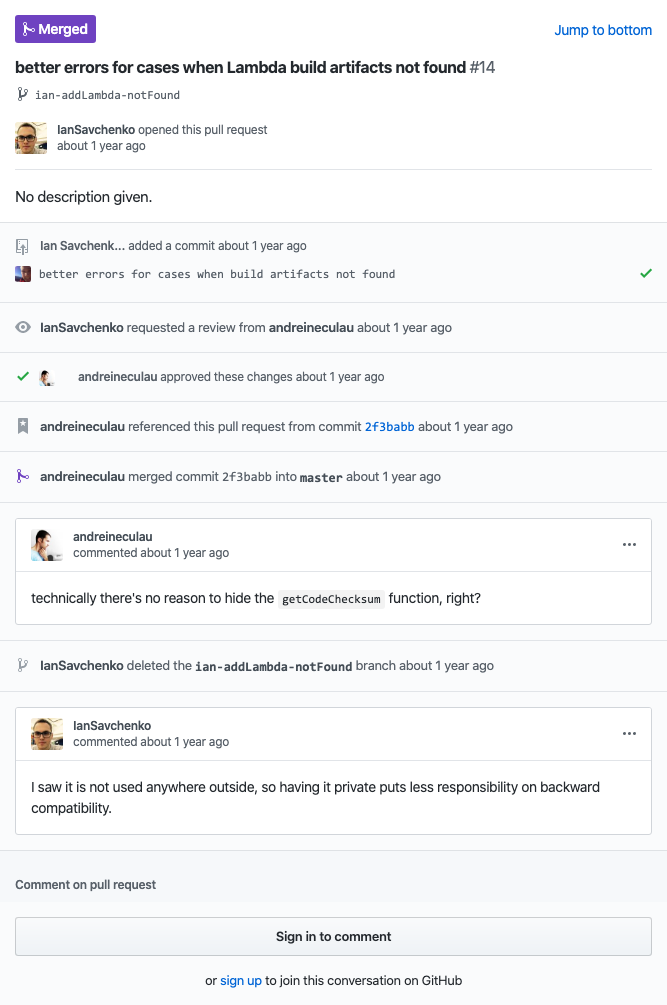 Merged
Jump to bottom
better errors for cases when Lambda build artifacts not found #14
ian-addLambda-notFound
IanSavchenko opened this pull request
about 1 year ago
No description given.
Ian Savchenk... added a commit about 1 year ago
better errors for cases when build artifacts not found
IanSavchenko requested a review from andreineculau about 1 year ago
andreineculau approved these changes about 1 year ago
andreineculau referenced this pull request from commit 2f3babb about 1 year ago
andreineculau merged commit 2f3babb into master about 1 year ago
andreineculau
commented about 1 year ago
technically there's no reason to hide the getCodeChecksum function, right?
IanSavchenko deleted the ian-addLambda-notFound branch about 1 year ago
IanSavchenko
commented about 1 year ago
I saw it is not used anywhere outside, so having it private puts less responsibility on backward
compatibility.
Comment on pull request
Sign in to comment
or sign up to join this conversation on GitHub